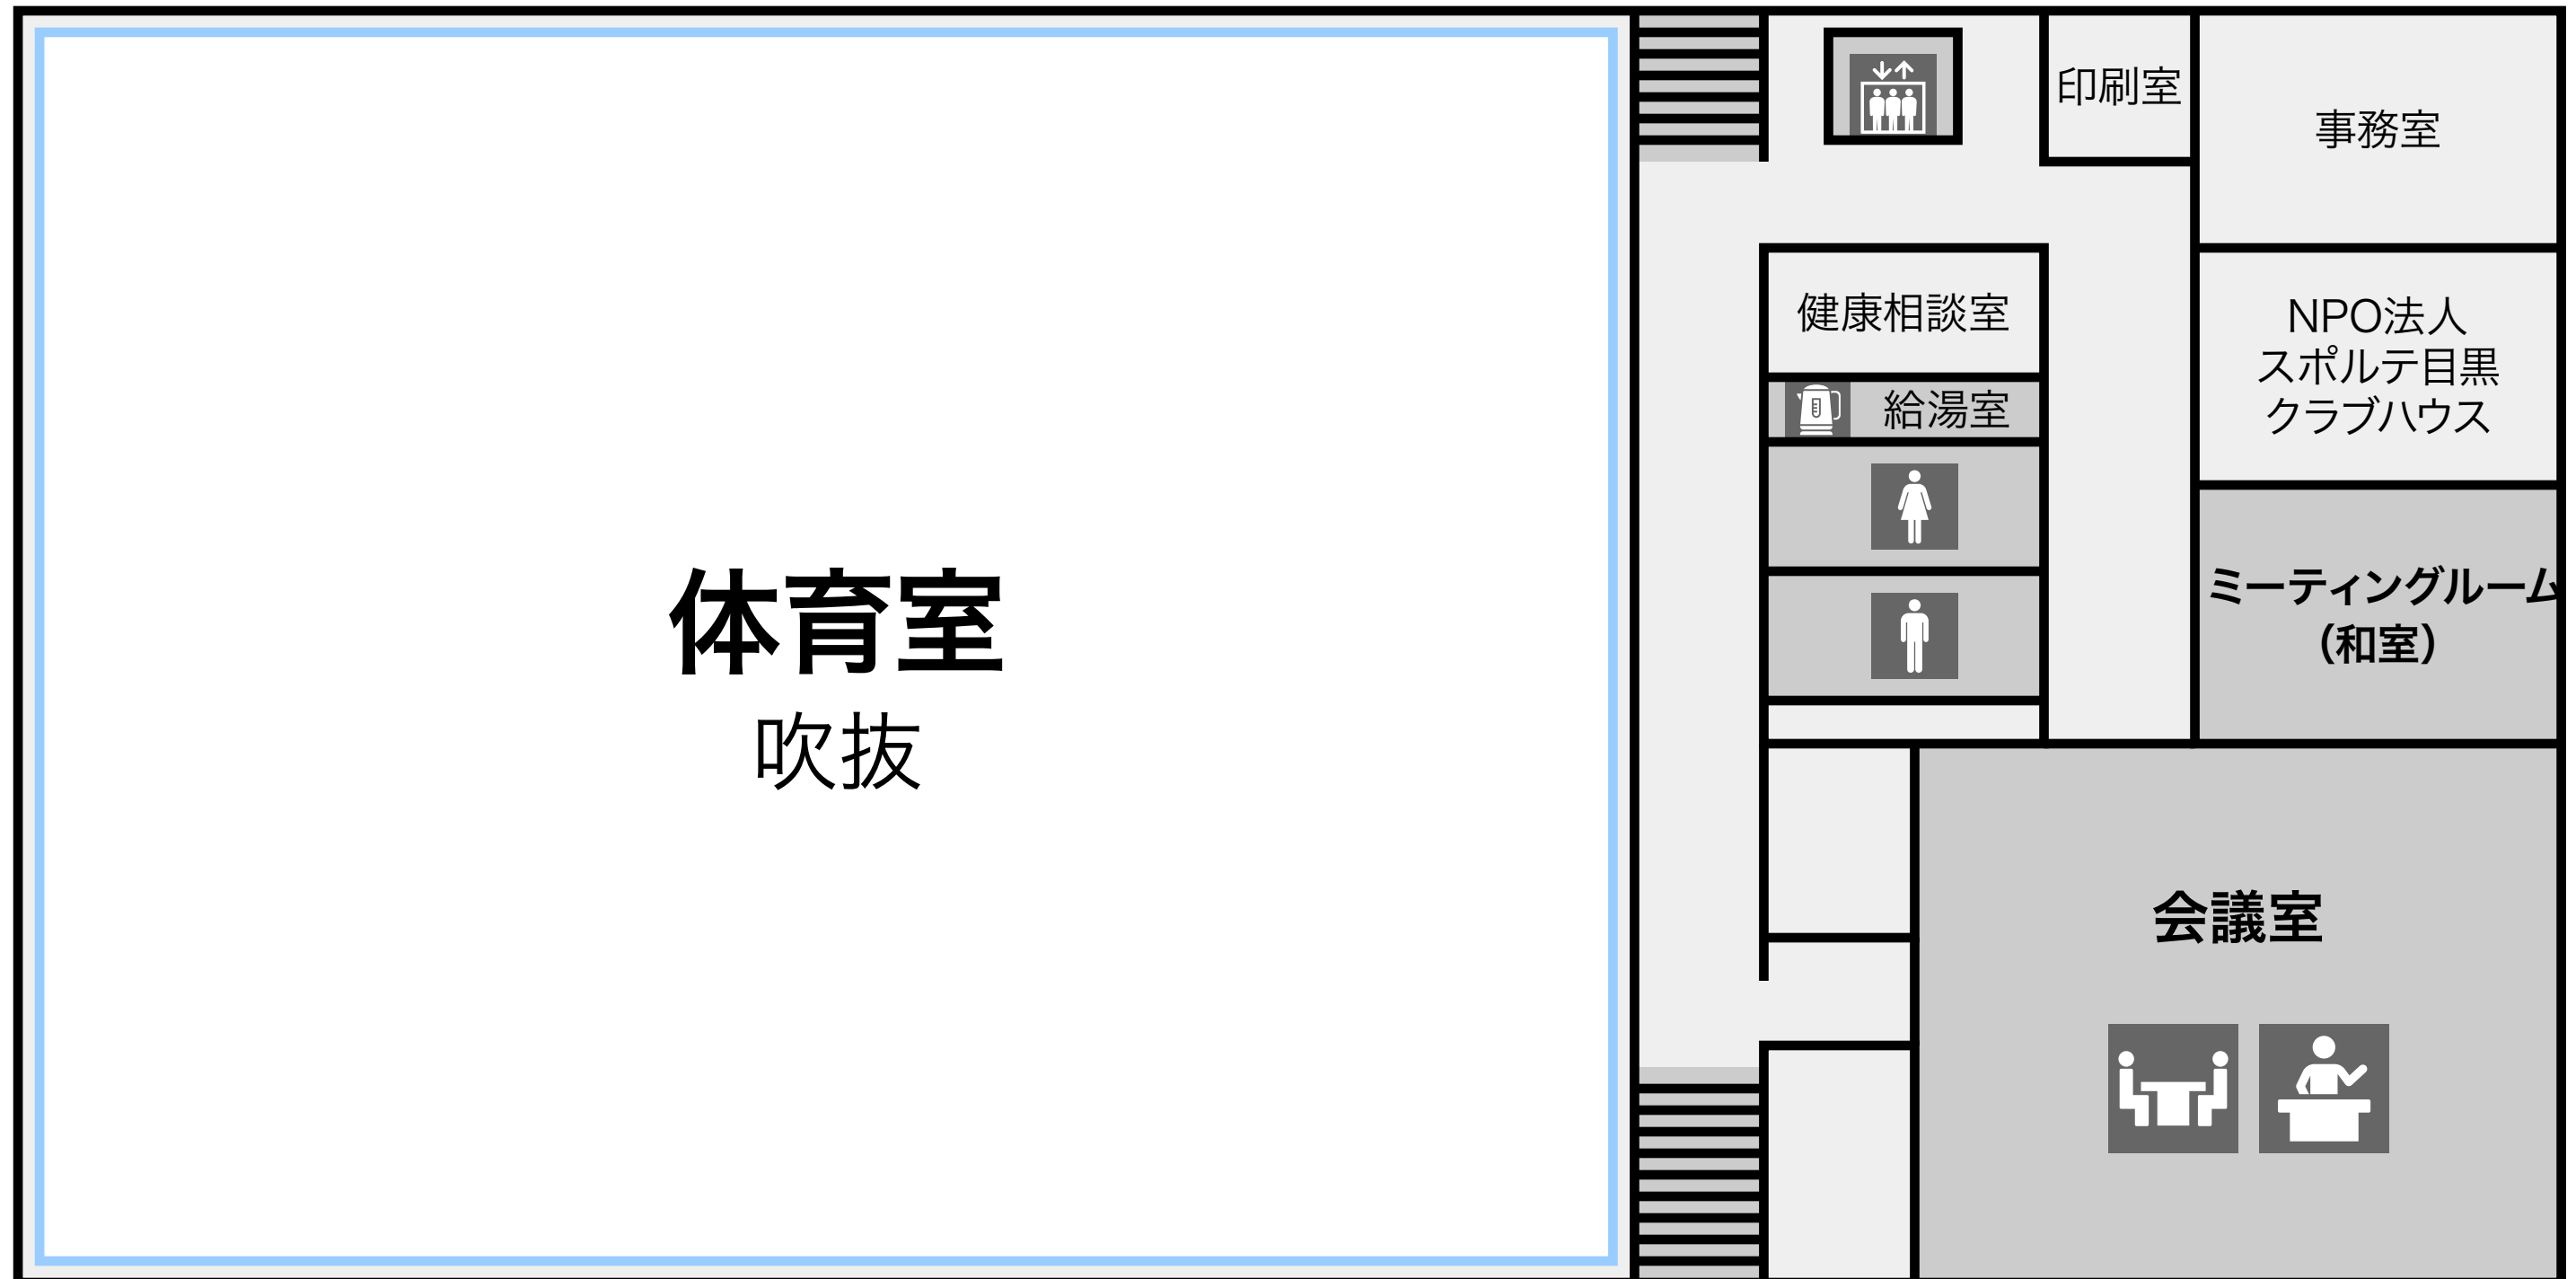 体育室
吹抜
印刷室
事務室
健康相談室
給湯室
NPO法人
スポルテ目黒
クラブハウス
ミーティングルーム
（和室）
会議室